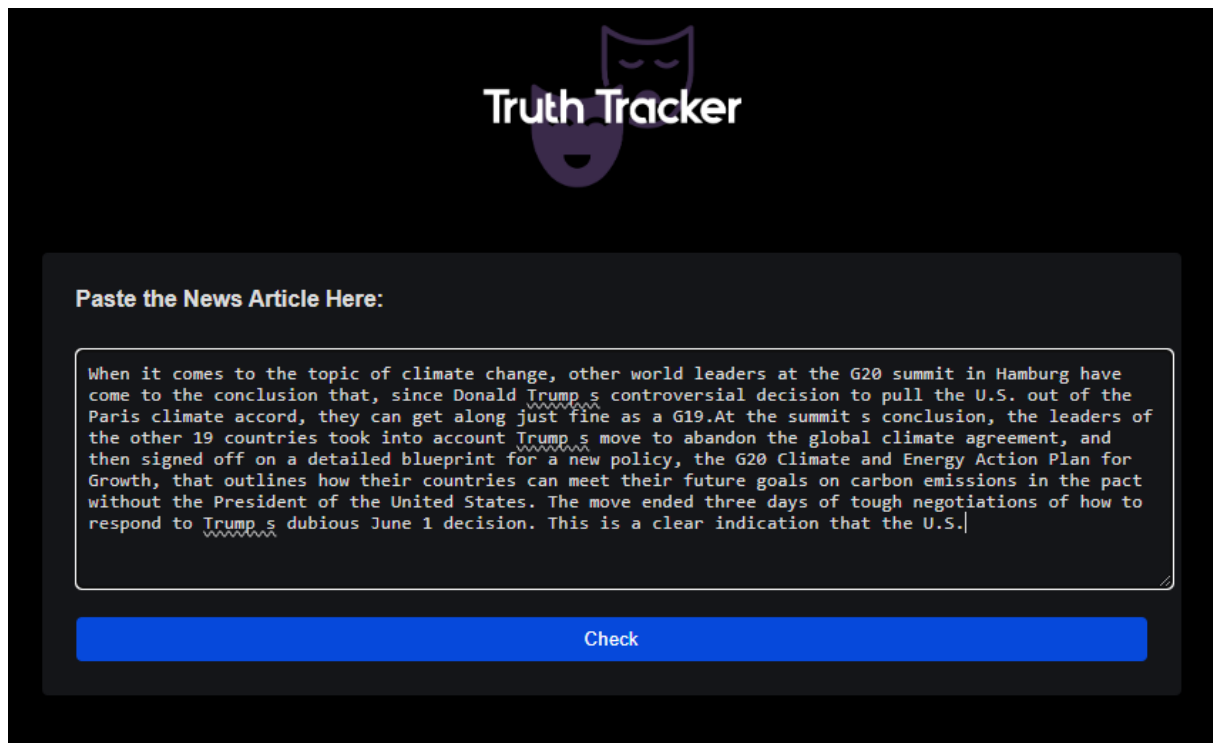 Truth Tracker
Paste the News Article Here:
When it comes to the topic of climate change, other world leaders at the G20 summit in Hamburg have
come to the conclusion that, since Donald Trump s controversial decision to pull the U.S. out of the
Paris climate accord, they can get along just fine as a G19.At the summit s conclusion, the leaders of
the other 19 countries took into account Trump s move to abandon the global climate agreement, and
then signed off on a detailed blueprint for a new policy, the G20 Climate and Energy Action Plan for
Growth, that outlines how their countries can meet their future goals on carbon emissions in the pact
without the President of the United States. The move ended three days of tough negotiations of how to
respond to Trump s dubious June 1 decision. This is a clear indication that the U.S.
Check